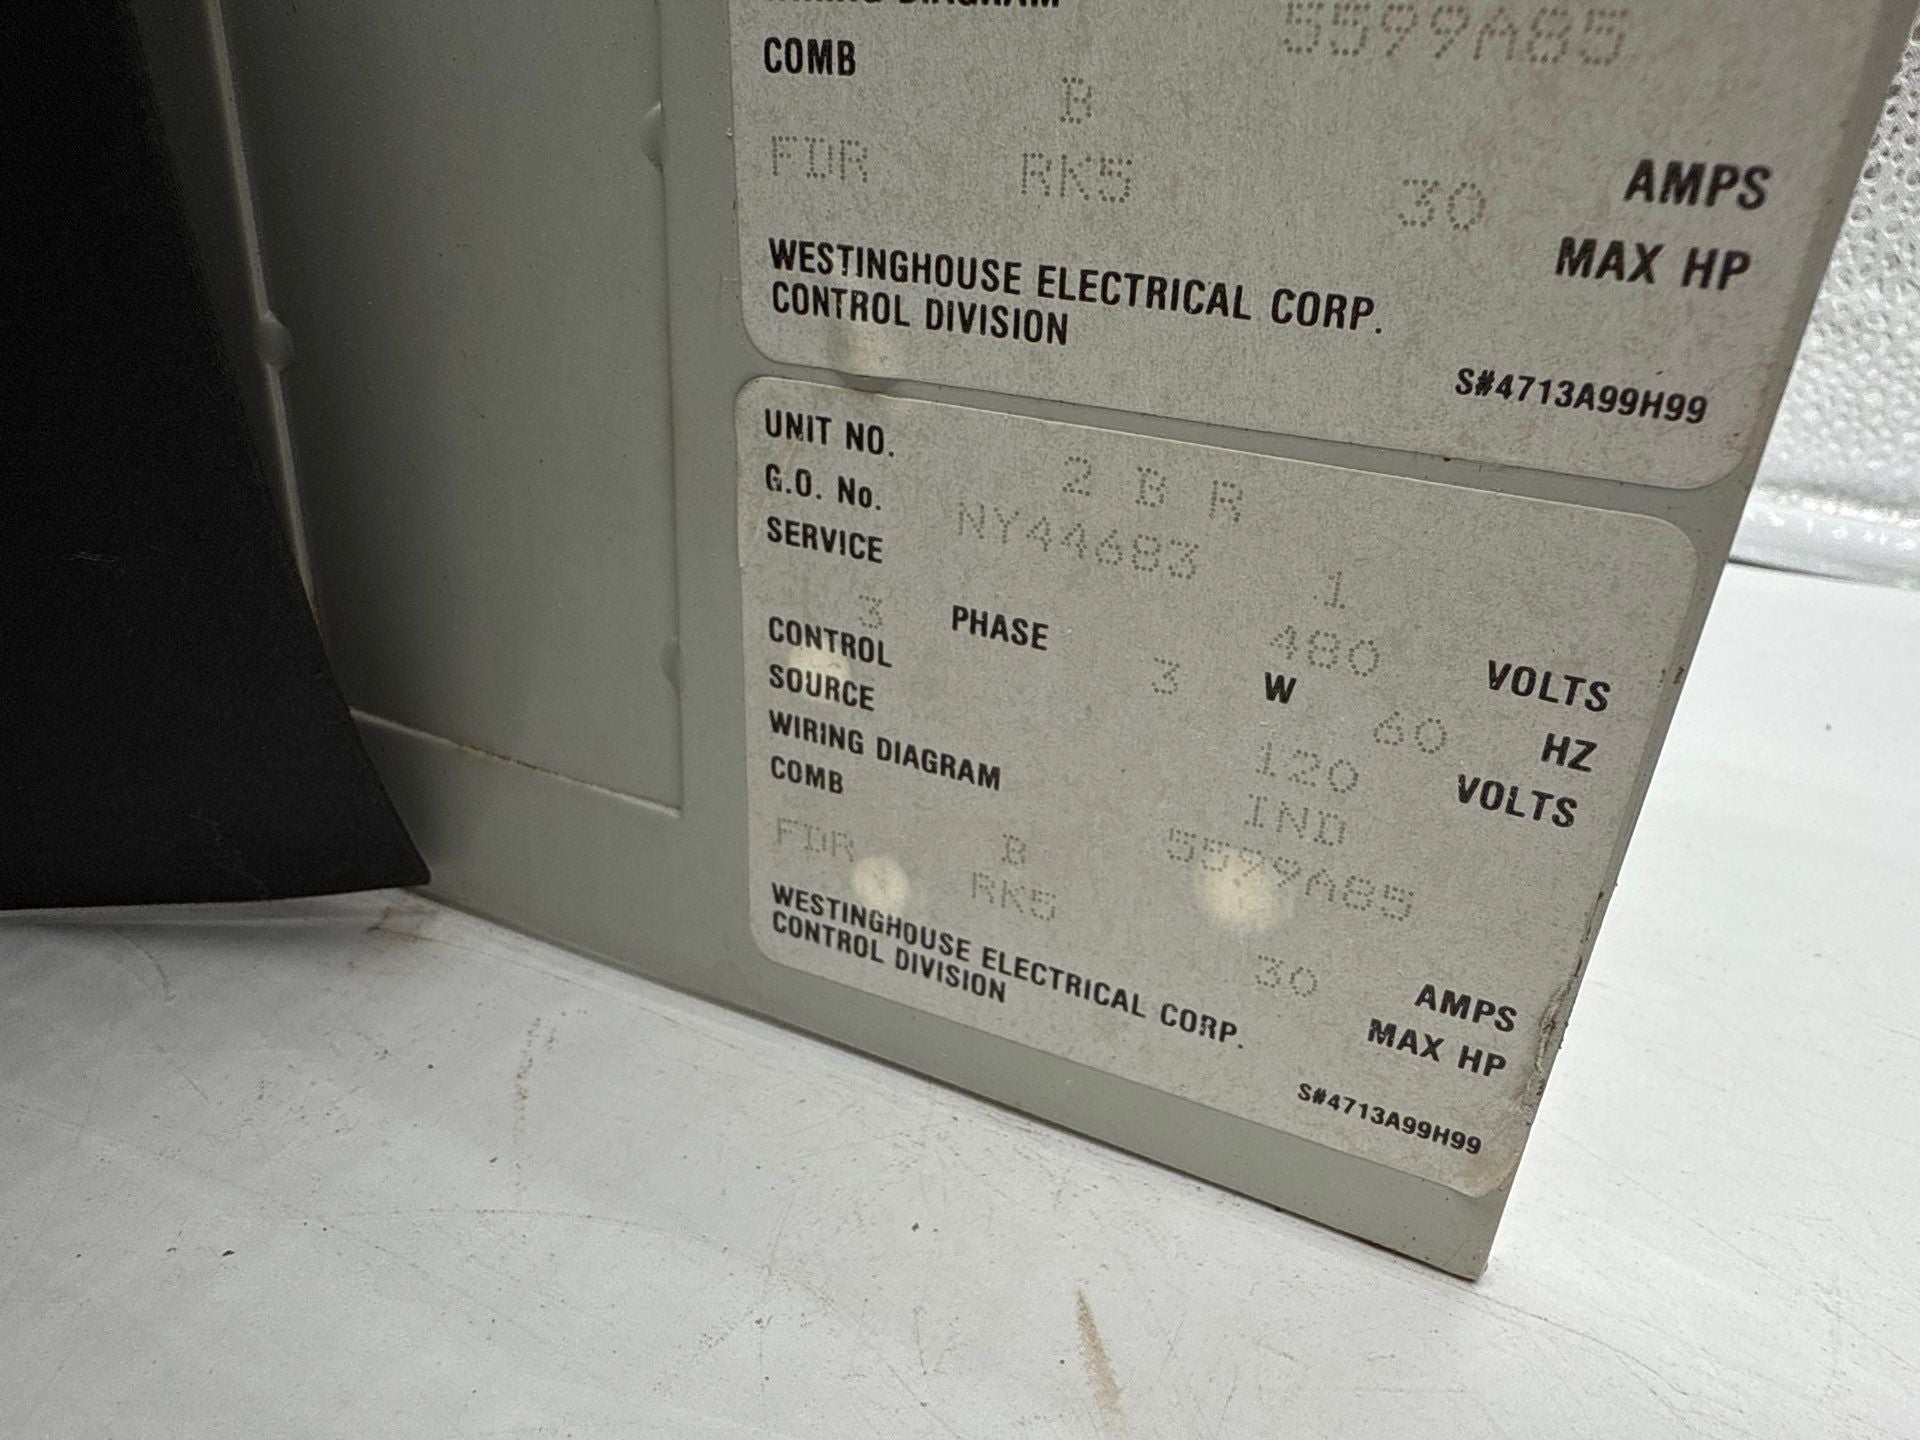 WIRING DIAGRAM 5599A85
COMB B
FDR RK5 30 AMPS
MAX HP
WESTINGHOUSE ELECTRICAL CORP.
CONTROL DIVISION
S#4713A99H99
UNIT NO. 2 B R
G.O. No. NY44683 1
SERVICE 480 VOLTS
3 PHASE 3 W 60 HZ
CONTROL 120 VOLTS
SOURCE IND
WIRING DIAGRAM 5599A85
COMB B
FDR RK5 30 AMPS
MAX HP
WESTINGHOUSE ELECTRICAL CORP.
CONTROL DIVISION
S#4713A99H99